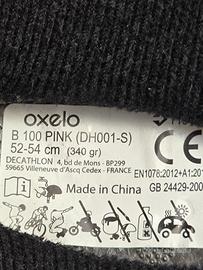 oxelo
B 100 PINK (DH001-S)
52-54 cm (340 gr)
DECATHLON 4, bd de Mons - BP299
59665 Villeneuve d'Ascq Cedex - FRANCE
CE
EN1078:2012+A1:201
Made in China
GB 24429-200